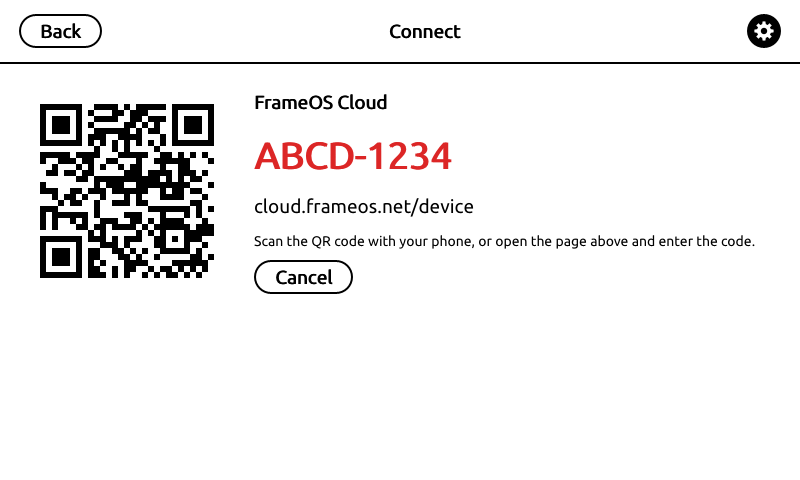 Back
Connect
FrameOS Cloud
ABCD-1234
cloud.frameos.net/device
Scan the QR code with your phone, or open the page above and enter the code.
Cancel